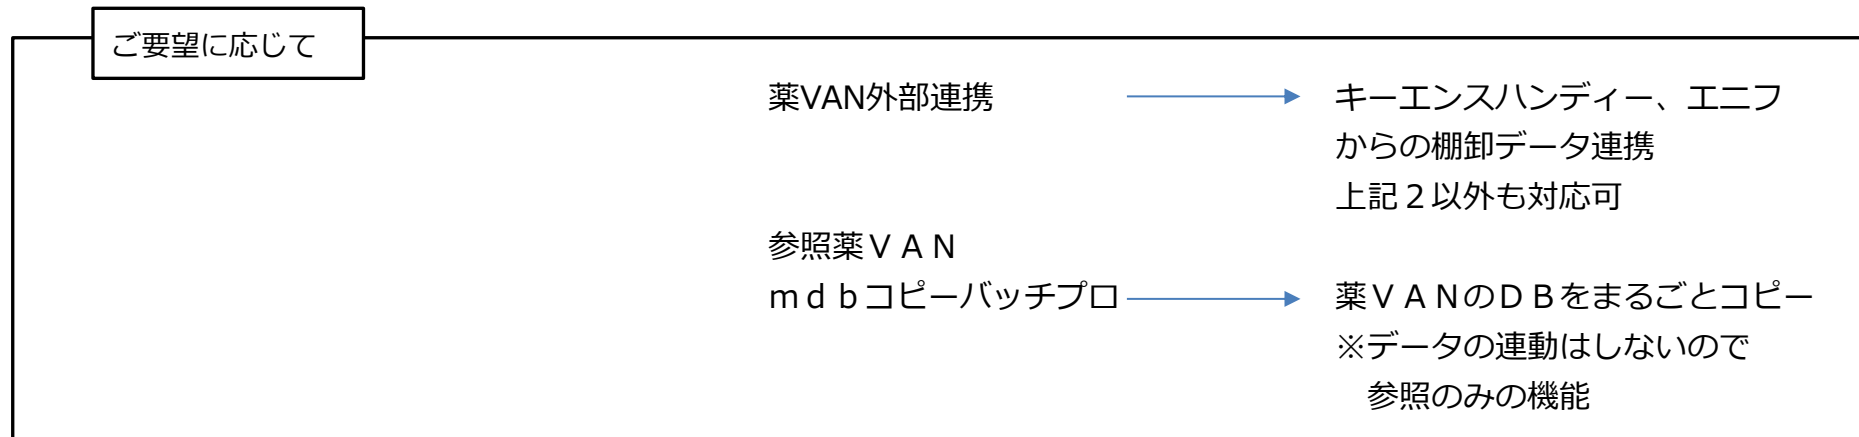 ご要望に応じて
薬VAN外部連携
キーエンスハンディー、エニフ
からの棚卸データ連携
上記２以外も対応可
参照薬ＶＡＮ
ｍｄｂコピーバッチプロ
薬ＶＡＮのＤＢをまるごとコピー
※データの連動はしないので
参照のみの機能